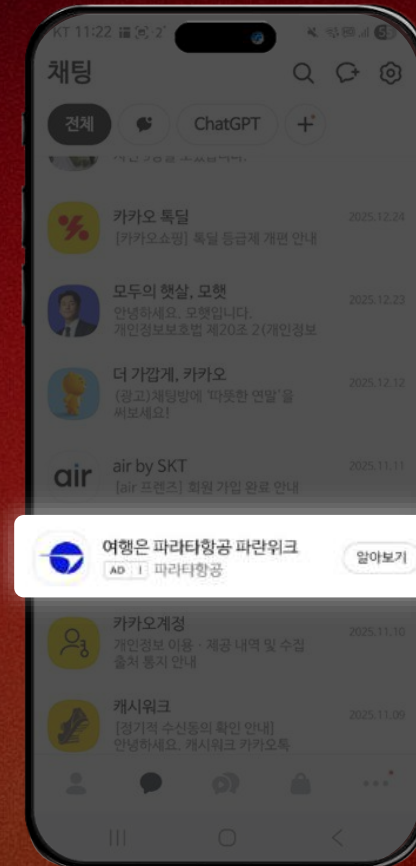 KT 11:22
채팅
전체
ChatGPT
카카오 톡딜
2025.12.24
[카카오쇼핑] 톡딜 등급제 개편 안내
모두의 햇살, 모햇
2025.12.23
안녕하세요. 모햇입니다.
개인정보보호법 제20조 2(개인정보
더 가깝게, 카카오
2025.12.12
(광고)채팅방에 '따뜻한 연말'을
써보세요!
air
air by SKT
2025.11.11
[air 프렌즈] 회원 가입 완료 안내
여행은 파라타항공 파란위크
AD
파라타항공
알아보기
카카오계정
2025.11.10
개인정보 이용・제공 내역 및 수집
출처 통지 안내
캐시워크
2025.11.09
[정기적 수신동의 확인 안내]
안녕하세요. 캐시워크 카카오톡